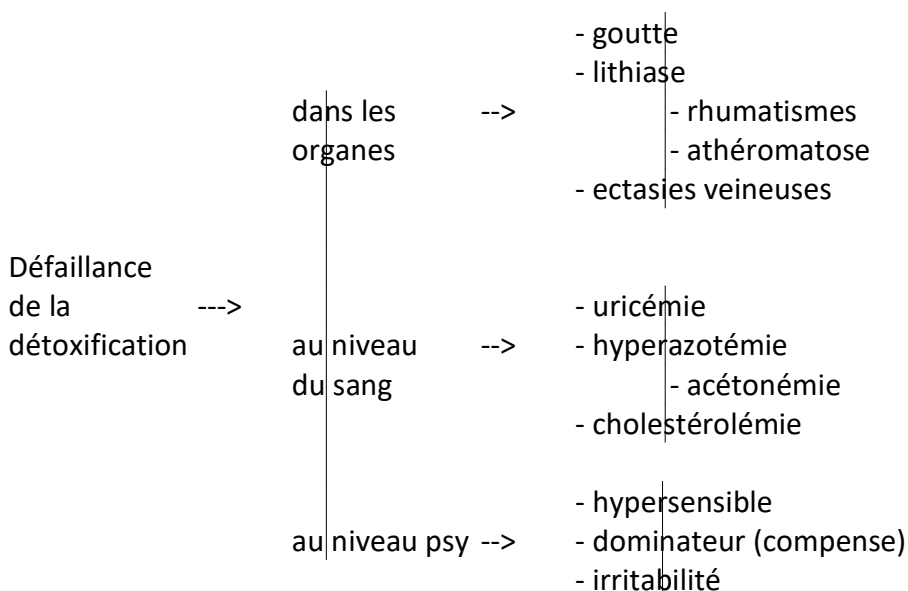 - goutte
- lithiase
dans les --> - rhumatismes
organes - athéromatose
- ectasies veineuses
Défaillance
de la ---> - uricémie
détoxification au niveau --> - hyperazotémie
du sang - acétonémie
- cholestérolémie
- hypersensible
au niveau psy --> - dominateur (compense)
- irritabilité